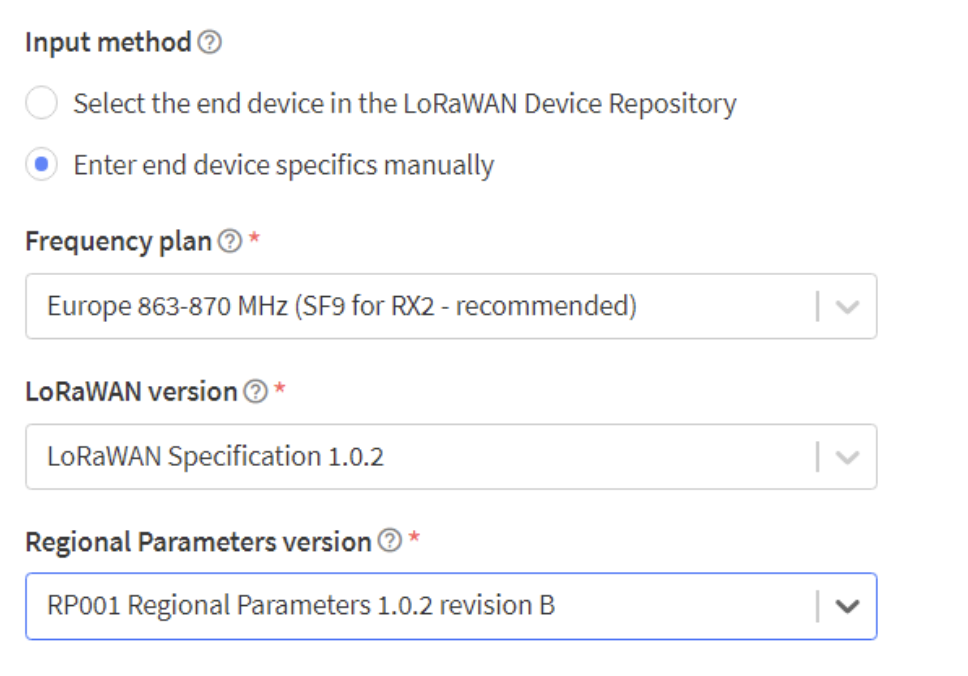 Input method ?
Select the end device in the LoRaWAN Device Repository
Enter end device specifics manually
Frequency plan ? *
Europe 863-870 MHz (SF9 for RX2 - recommended)
LoRaWAN version ? *
LoRaWAN Specification 1.0.2
Regional Parameters version ? *
RP001 Regional Parameters 1.0.2 revision B